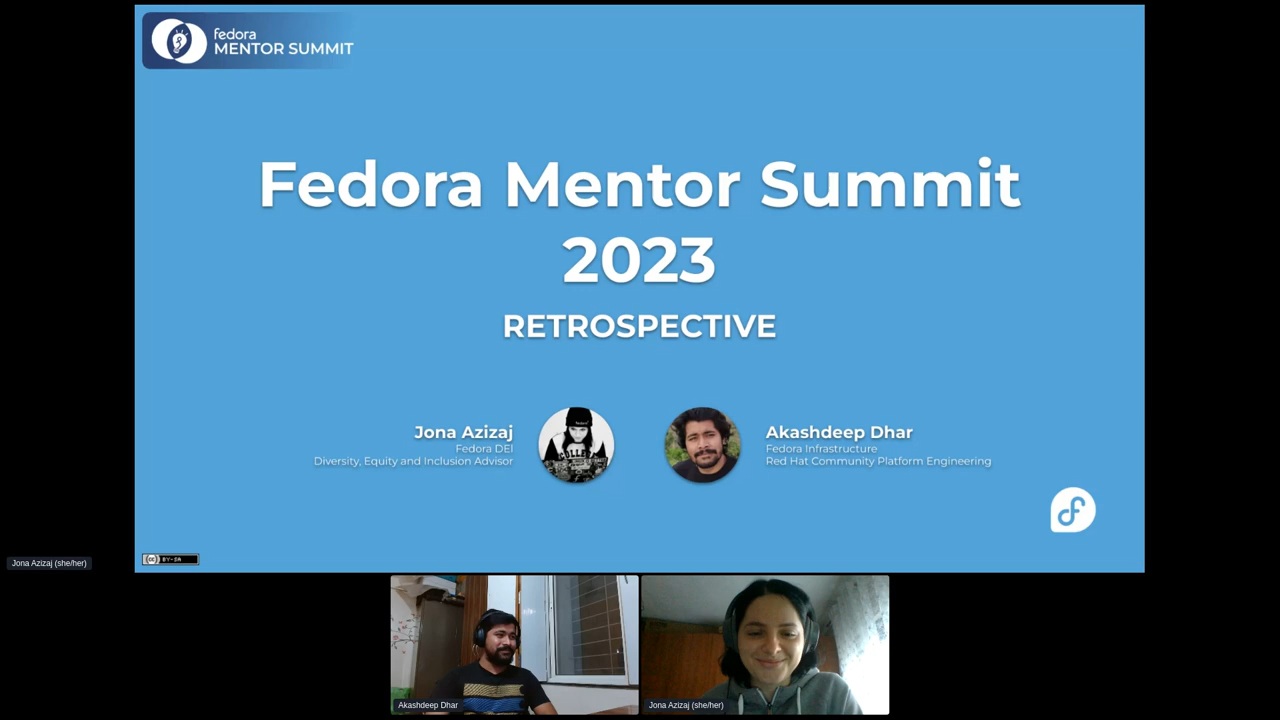 fedora
MENTOR SUMMIT
Fedora Mentor Summit
2023
RETROSPECTIVE
Jona Azizaj
Fedora DEI
Diversity, Equity and Inclusion Advisor
Akashdeep Dhar
Fedora Infrastructure
Red Hat Community Platform Engineering
cc BY-SA
Jona Azizaj (she/her)
Akashdeep Dhar
Jona Azizaj (she/her)